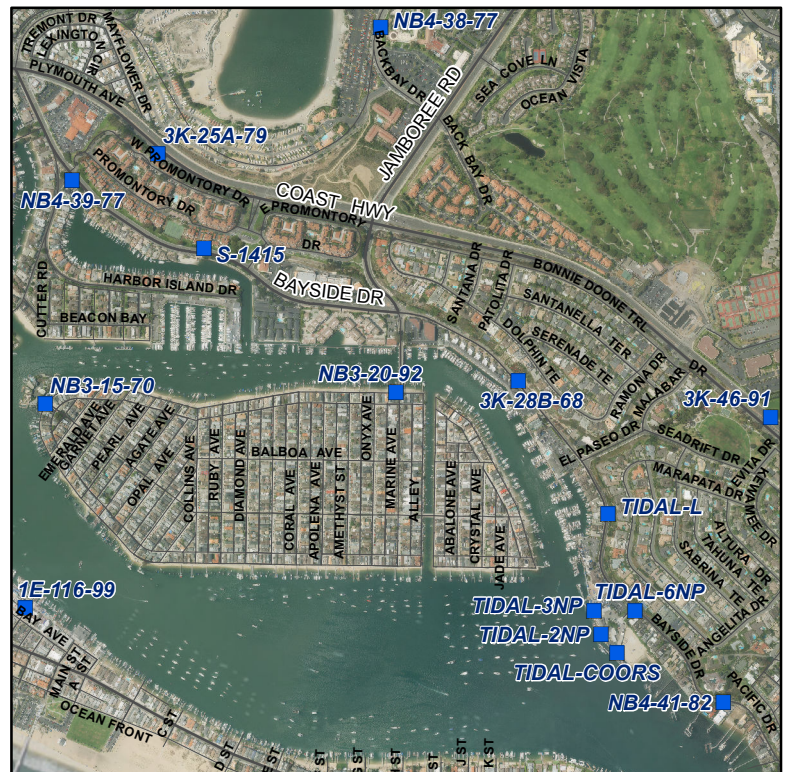 NB4-38-77
TREMONT DR
LEXINGTON CIR
MAYFLOWER DR
PLYMOUTH AVE
BACKBAY DR
JAMBOREE RD
SEA COVE LN
OCEAN VISTA
BACK BAY DR
3K-25A-79
W PROMONTORY DR
PROMONTORY DR
NB4-39-77
COAST HWY
E PROMONTORY
DR
S-1415
BAYSIDE DR
HARBOR ISLAND DR
CUTTER RD
BEACON BAY
SANTANA DR
PATOLITA DR
BONNIE DOONE TRL
SANTANELLA TER
SERENADE TE
DOLPHIN TE
RAMONA DR
MALABAR DR
NB3-15-70
NB3-20-92
3K-28B-68
3K-46-91
EMERALD AVE
GARNET AVE
PEARL AVE
AGATE AVE
OPAL AVE
COLLINS AVE
RUBY AVE
DIAMOND AVE
BALBOA AVE
CORAL AVE
APOLENA AVE
AMETHYST ST
ONYX AVE
MARINE AVE
ALLEY
ABALONE AVE
CRYSTAL AVE
JADE AVE
EL PASEO DR
SEADRIFT DR
EVITA DR
KEWAMEE DR
MARAPATA DR
TIDAL-L
ALTURA DR
TAHUNA TE
SABRINA TE
1E-116-99
TIDAL-3NP
TIDAL-6NP
TIDAL-2NP
TIDAL-COORS
BAYSIDE DR
ANGELITA DR
NB4-41-82
PACIFIC DR
BAY AVE
MAIN ST
A ST
OCEAN FRONT
C ST
D ST
E ST
G ST
H ST
J ST
K ST